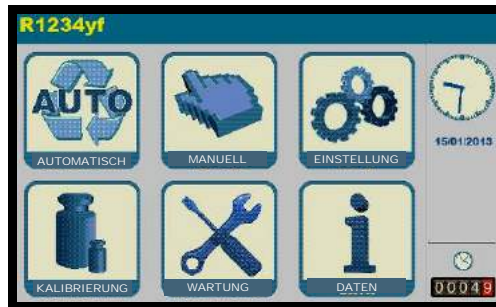 R1234yf
AUTO
AUTOMATISCH
MANUELL
EINSTELLUNG
15/01/2013
KALIBRIERUNG
WARTUNG
DATEN
00049